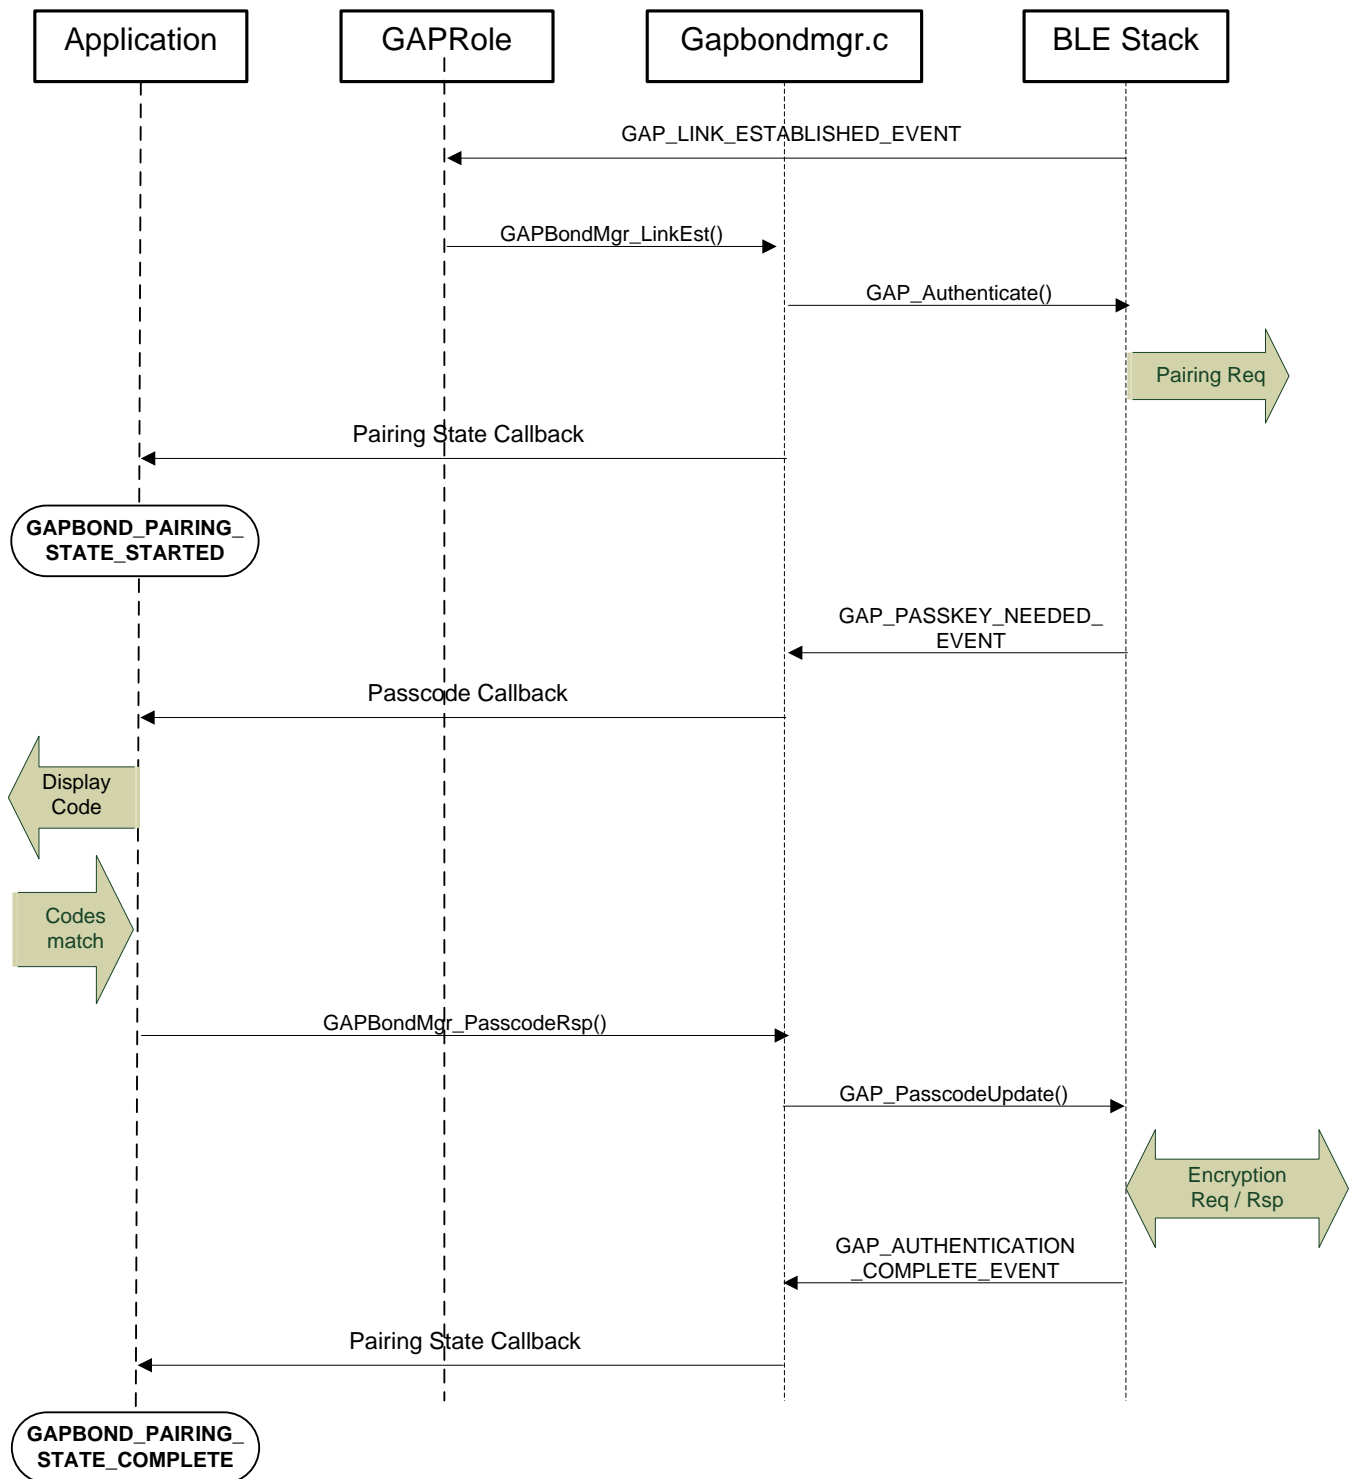 Application
GAPRole
Gapbondmgr.c
BLE Stack
GAP_LINK_ESTABLISHED_EVENT
GAPBondMgr_LinkEst()
GAP_Authenticate()
Pairing Req
Pairing State Callback
GAPBOND_PAIRING_
STATE_STARTED
GAP_PASSKEY_NEEDED_
EVENT
Passcode Callback
Display
Code
Codes
match
GAPBondMgr_PasscodeRsp()
GAP_PasscodeUpdate()
Encryption
Req / Rsp
GAP_AUTHENTICATION
_COMPLETE_EVENT
Pairing State Callback
GAPBOND_PAIRING_
STATE_COMPLETE